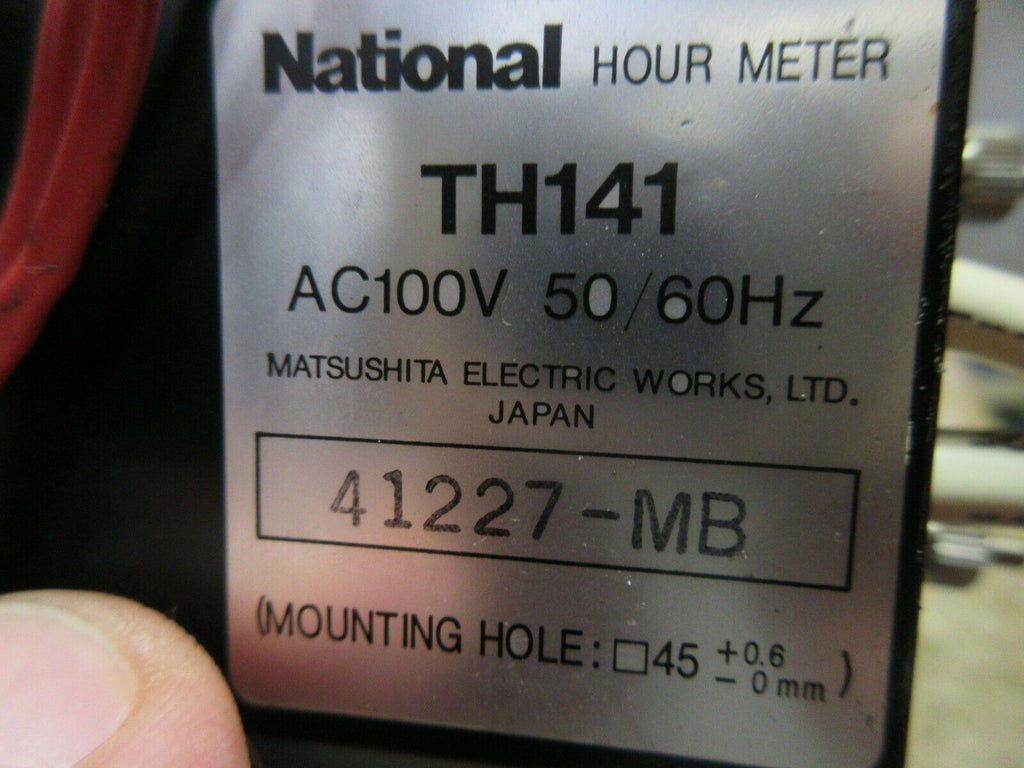 National HOUR METER
TH141
AC100V 50/60Hz
MATSUSHITA ELECTRIC WORKS, LTD.
JAPAN
41227-MB
(MOUNTING HOLE: □45 +0.6 - 0 mm)